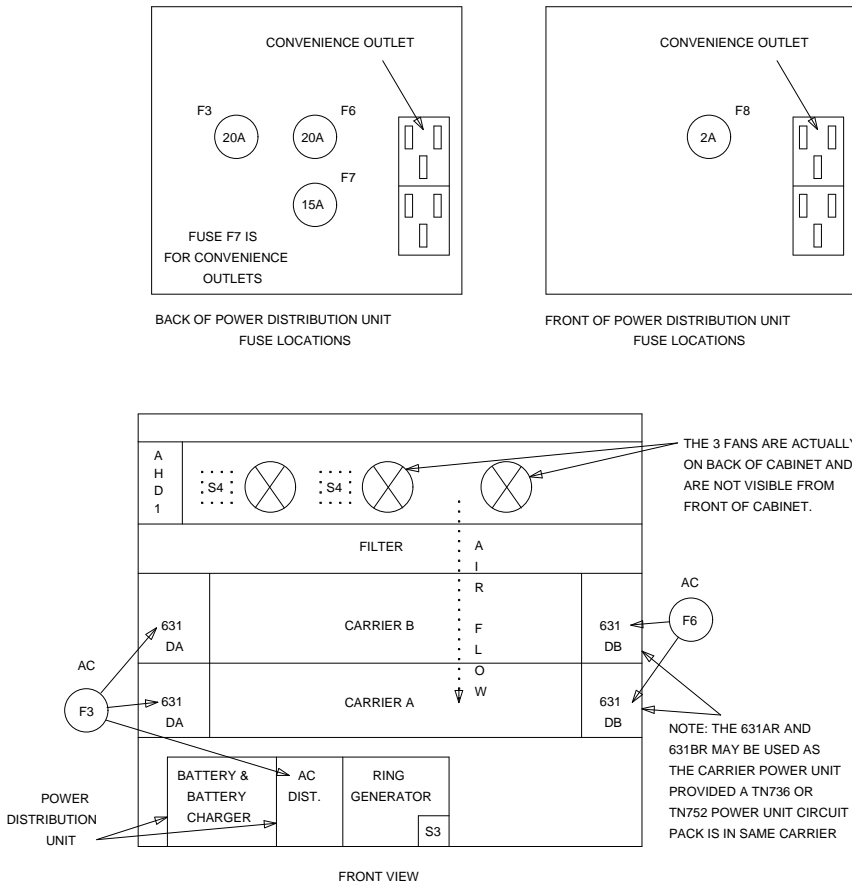 CONVENIENCE OUTLET
F3
F6
20A
20A
F7
15A
FUSE F7 IS
FOR CONVENIENCE
OUTLETS
BACK OF POWER DISTRIBUTION UNIT
FUSE LOCATIONS
CONVENIENCE OUTLET
F8
2A
FRONT OF POWER DISTRIBUTION UNIT
FUSE LOCATIONS
A
H
D
1
S4
S4
THE 3 FANS ARE ACTUALLY
ON BACK OF CABINET AND
ARE NOT VISIBLE FROM
FRONT OF CABINET.
FILTER
A
I
R
F
L
O
W
631
DA
CARRIER B
631
DB
AC
F6
AC
F3
631
DA
CARRIER A
631
DB
NOTE: THE 631AR AND
631BR MAY BE USED AS
THE CARRIER POWER UNIT
PROVIDED A TN736 OR
TN752 POWER UNIT CIRCUIT
PACK IS IN SAME CARRIER
POWER
DISTRIBUTION
UNIT
BATTERY &
BATTERY
CHARGER
AC
DIST.
RING
GENERATOR
S3
FRONT VIEW